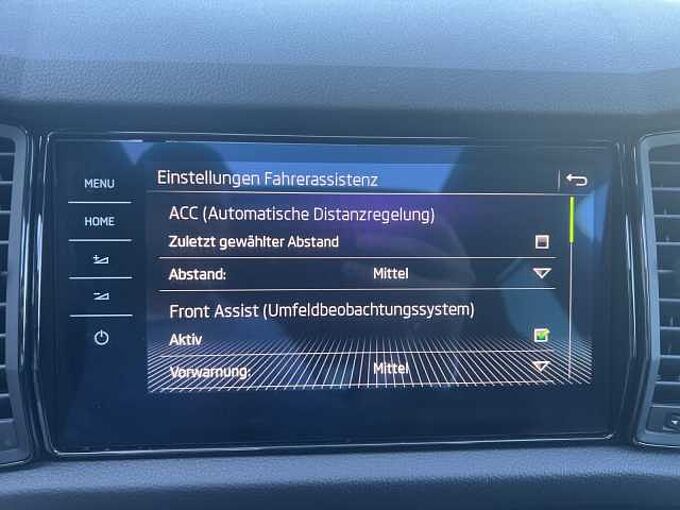 MENU
HOME
Einstellungen Fahrerassistenz
ACC (Automatische Distanzregelung)
Zuletzt gewählter Abstand
Abstand: Mittel
Front Assist (Umfeldbeobachtungssystem)
Aktiv
Vorwarnung: Mittel